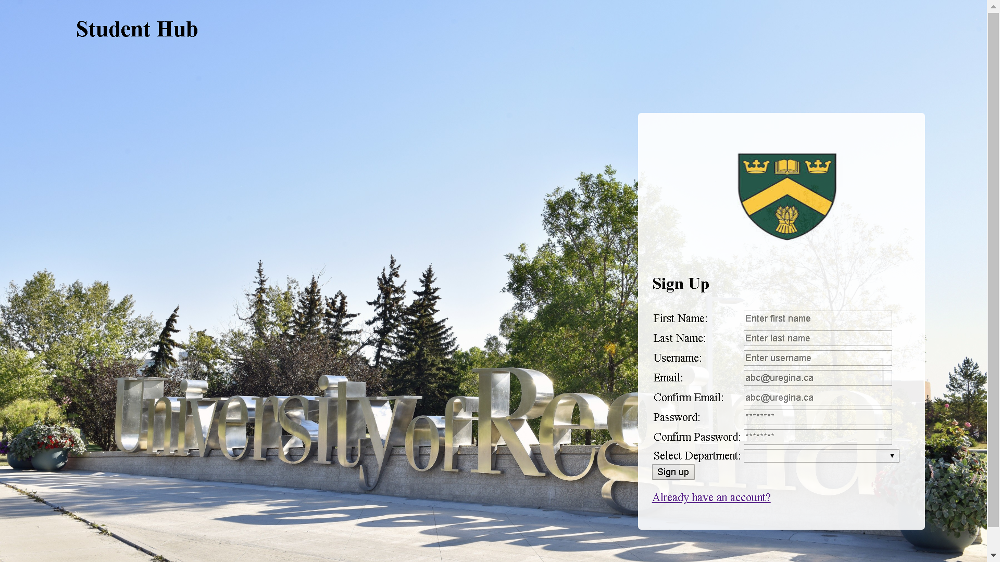 Student Hub
University of Regina
Sign Up
First Name: Enter first name
Last Name: Enter last name
Username: Enter username
Email: abc@uregina.ca
Confirm Email: abc@uregina.ca
Password: ********
Confirm Password: ********
Select Department:
Sign up
Already have an account?